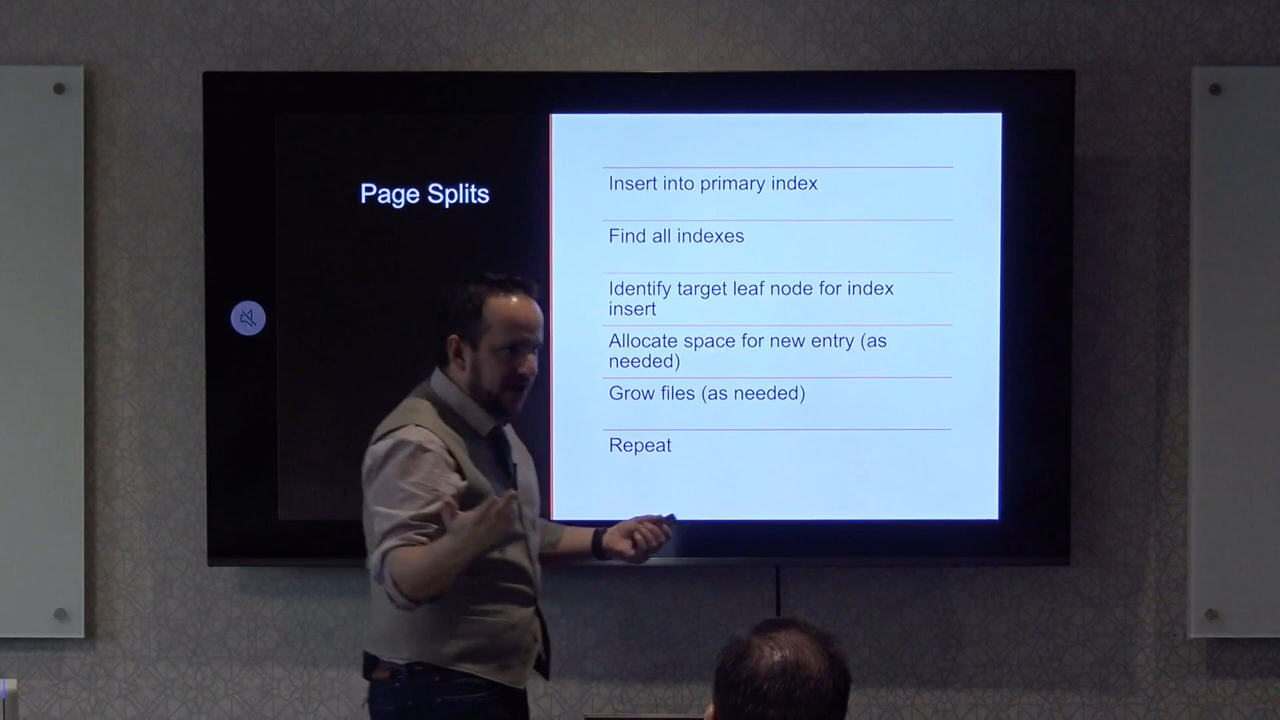 Page Splits
Insert into primary index
Find all indexes
Identify target leaf node for index
insert
Allocate space for new entry (as
needed)
Grow files (as needed)
Repeat